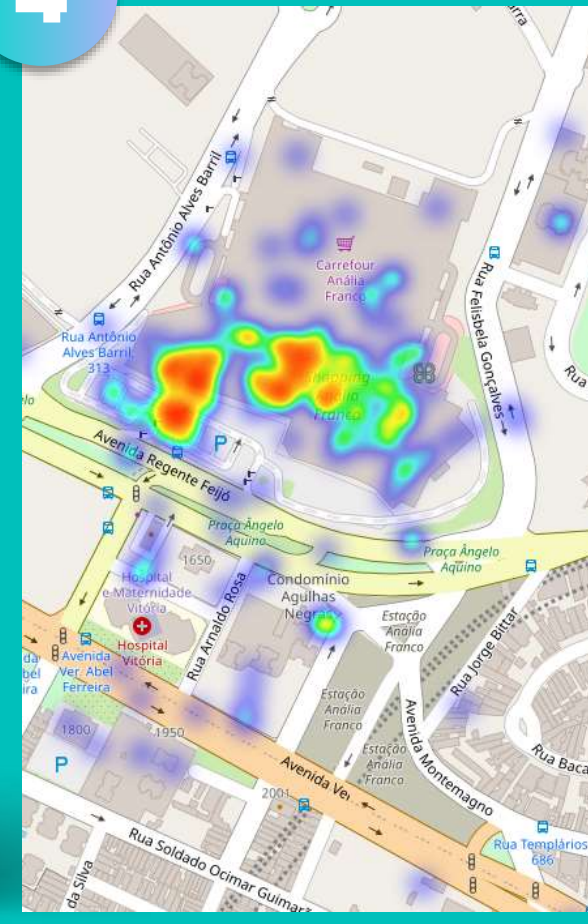 Rua Antônio Alves Barril
Carrefour
Anália
Franco
Rua Felisbela Gonçalves
Rua Antônio
Alves Barril,
313
Rua
Shopping
Anália
Franco
P
Avenida Regente Feijó
Praça Ângelo
Aquino
Praça Ângelo
Aquino
1650
Hospital
e Maternidade
Vitória
Condomínio
Agulhas
Negras
Estação
Anália
Franco
Rua Arnaldo Rosa
Hospital
Vitória
Rua Jorge Bittar
Avenida
Ver. Abel
Ferreira
Estação
Anália
Franco
Avenida Montemagno
1800
1950
Estação
Anália
Franco
Rua Baca
P
Avenida Ve
2001
Rua Templários
686
Rua Soldado Ocimar Guimar
da Silva